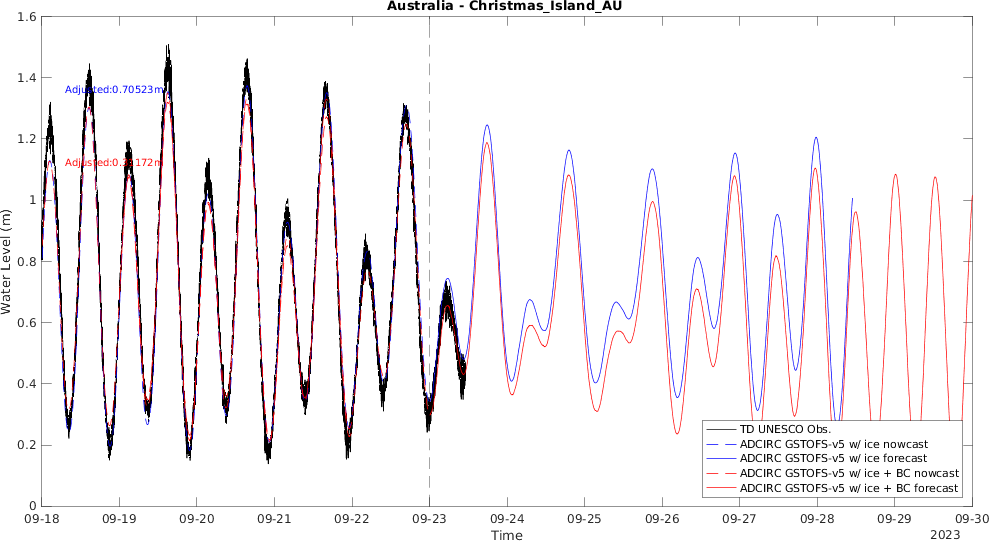 Australia - Christmas_Island_AU
Water Level (m)
1.6
1.4
1.2
1
0.8
0.6
0.4
0.2
0
Adjusted:0.70523m
TD UNESCO Obs.
ADCIRC GSTOFS-v5 w/ ice nowcast
ADCIRC GSTOFS-v5 w/ ice forecast
ADCIRC GSTOFS-v5 w/ ice + BC nowcast
ADCIRC GSTOFS-v5 w/ ice + BC forecast
09-18 09-19 09-20 09-21 09-22 09-23 09-24 09-25 09-26 09-27 09-28 09-29 09-30
Time
2023